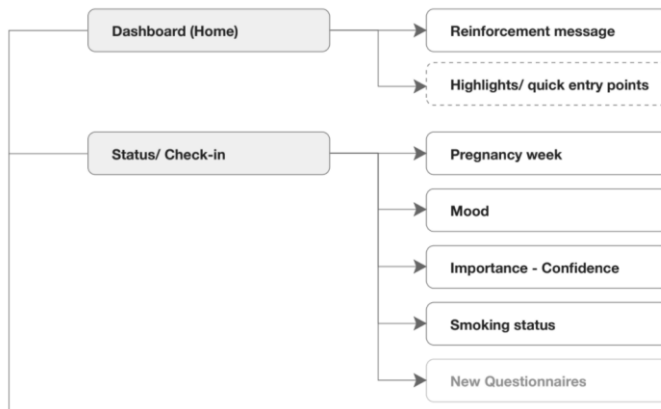 Dashboard (Home)
Reinforcement message
Highlights/ quick entry points
Status/ Check-in
Pregnancy week
Mood
Importance - Confidence
Smoking status
New Questionnaires